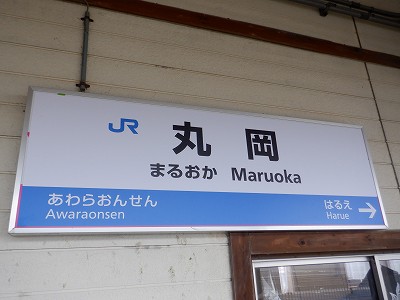 JR 丸岡
まるおか Maruoka
あわらおんせん はるえ →
Awaraonsen Harue